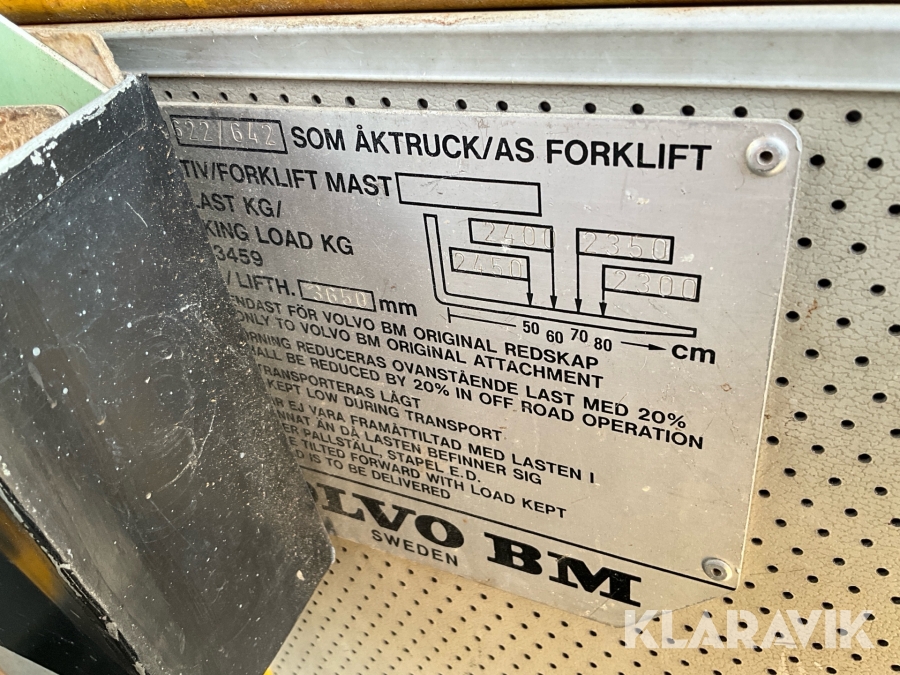 522/642 SOM ÅKTRUCK/AS FORKLIFT
TIV/FORKLIFT MAST
LAST KG/
KING LOAD KG
3459
2400 2350
2450 2300
/ LIFTH. 3650 mm
50 60 70 80 cm
ENDAST FÖR VOLVO BM ORIGINAL REDSKAP
ONLY TO VOLVO BM ORIGINAL ATTACHMENT
RNING REDUCERAS OVANSTÅENDE LAST MED 20%
HALL BE REDUCED BY 20% IN OFF ROAD OPERATION
TRANSPORTERAS LÅGT
KEPT LOW DURING TRANSPORT
R EJ VARA FRAMÅTTILTAD MED LASTEN I
ANNAT ÄN DÅ LASTEN BEFINNER SIG
ER PALLSTÄLL, STAPEL E.D.
E TILTED FORWARD WITH LOAD KEPT
D IS TO BE DELIVERED
OLVO BM
SWEDEN
KLARAVIK